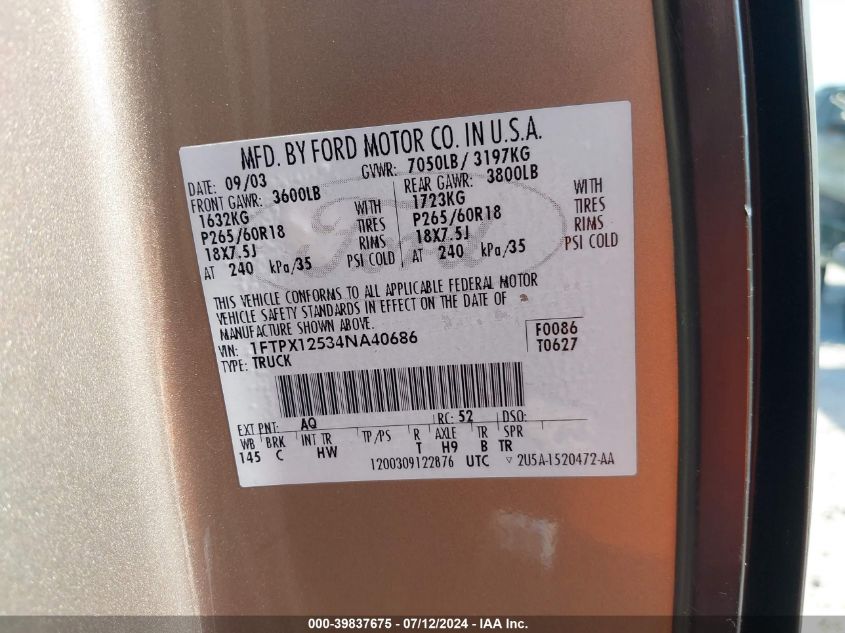 MFD. BY FORD MOTOR CO. IN U.S.A.
DATE: 09/03 GVWR: 7050LB/ 3197KG
FRONT GAWR: 3600LB REAR GAWR: 3800LB
1632KG WITH 1723KG WITH
P265/60R18 TIRES P265/60R18 TIRES
18X7.5J RIMS 18X7.5J RIMS
AT 240 kPa/35 PSI COLD AT 240 kPa/35 PSI COLD
Ford
THIS VEHICLE CONFORMS TO ALL APPLICABLE FEDERAL MOTOR
VEHICLE SAFETY STANDARDS IN EFFECT ON THE DATE OF
MANUFACTURE SHOWN ABOVE.
VIN: 1FTPX12534NA40686 F0086
TYPE: TRUCK T0627
EXT PNT: AQ RC: 52 DSO:
WB BRK INT TR TP/PS R AXLE TR SPR
145 C HW T H9 B TR
1200309122876 UTC ▽ 2U5A-1520472-AA
000-39837675 - 07/12/2024 - IAA Inc.